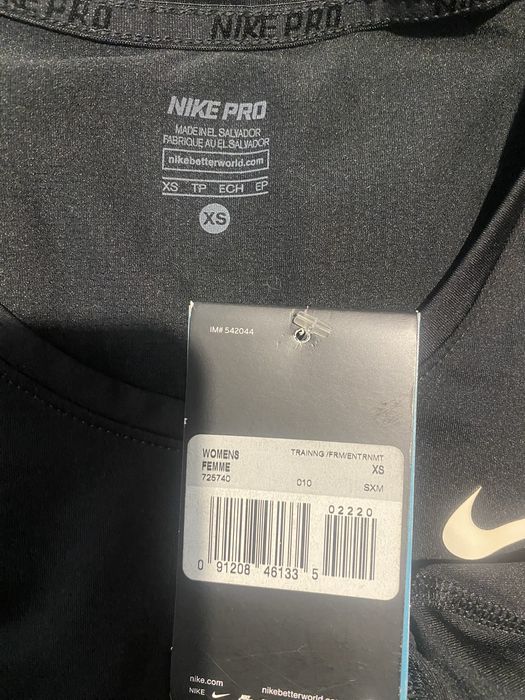 NIKE PRO
NIKE PRO
MADE IN EL SALVADOR
FABRIQUE AU EL SALVADOR
nikebetterworld.com
XS TP ECH EP
XS
IM# 542044
WOMENS TRAINNG /FRM/ENTRNMT
FEMME XS
725740 010 SXM
02220
0 91208 46133 5
nike.com
NIKE nikebetterworld.com